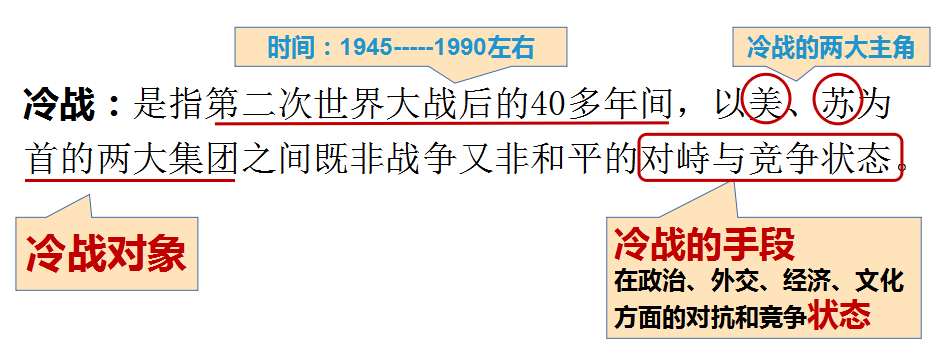 时间：1945-----1990左右
冷战的两大主角
冷战：是指第二次世界大战后的40多年间，以美、苏为
首的两大集团之间既非战争又非和平的对峙与竞争状态。
冷战对象
冷战的手段
在政治、外交、经济、文化
方面的对抗和竞争状态